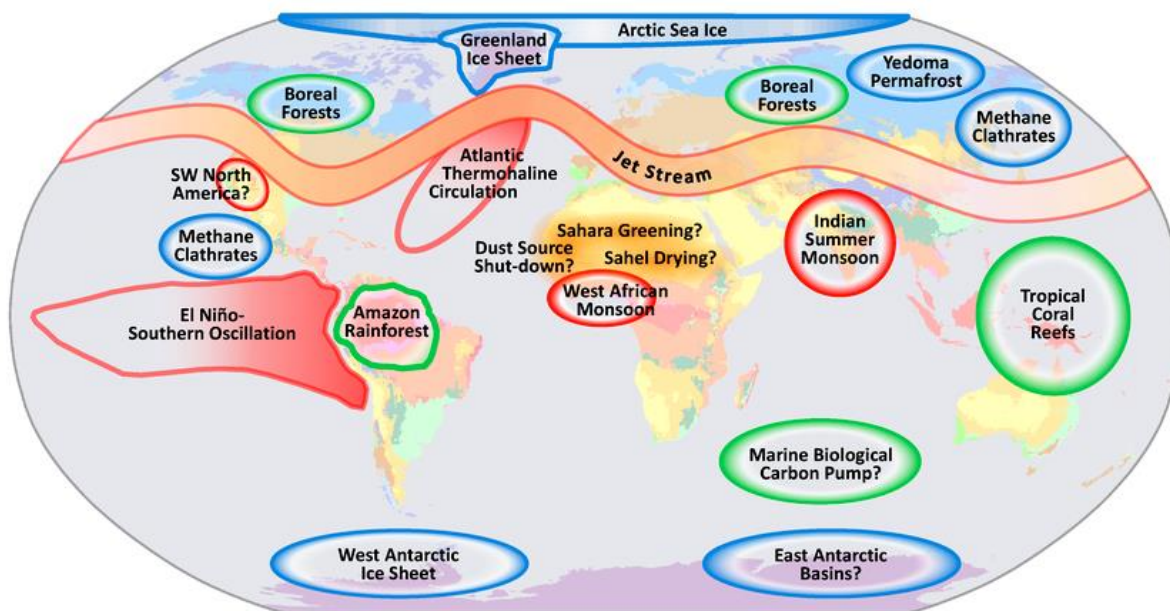 Arctic Sea Ice
Greenland
Ice Sheet
Yedoma
Permafrost
Boreal
Forests
Boreal
Forests
Methane
Clathrates
Atlantic
Thermohaline
Circulation
Jet Stream
SW North
America?
Methane
Clathrates
Sahara Greening?
Dust Source
Shut-down?
Sahel Drying?
Indian
Summer
Monsoon
West African
Monsoon
El Niño-
Southern Oscillation
Amazon
Rainforest
Tropical
Coral
Reefs
Marine Biological
Carbon Pump?
West Antarctic
Ice Sheet
East Antarctic
Basins?